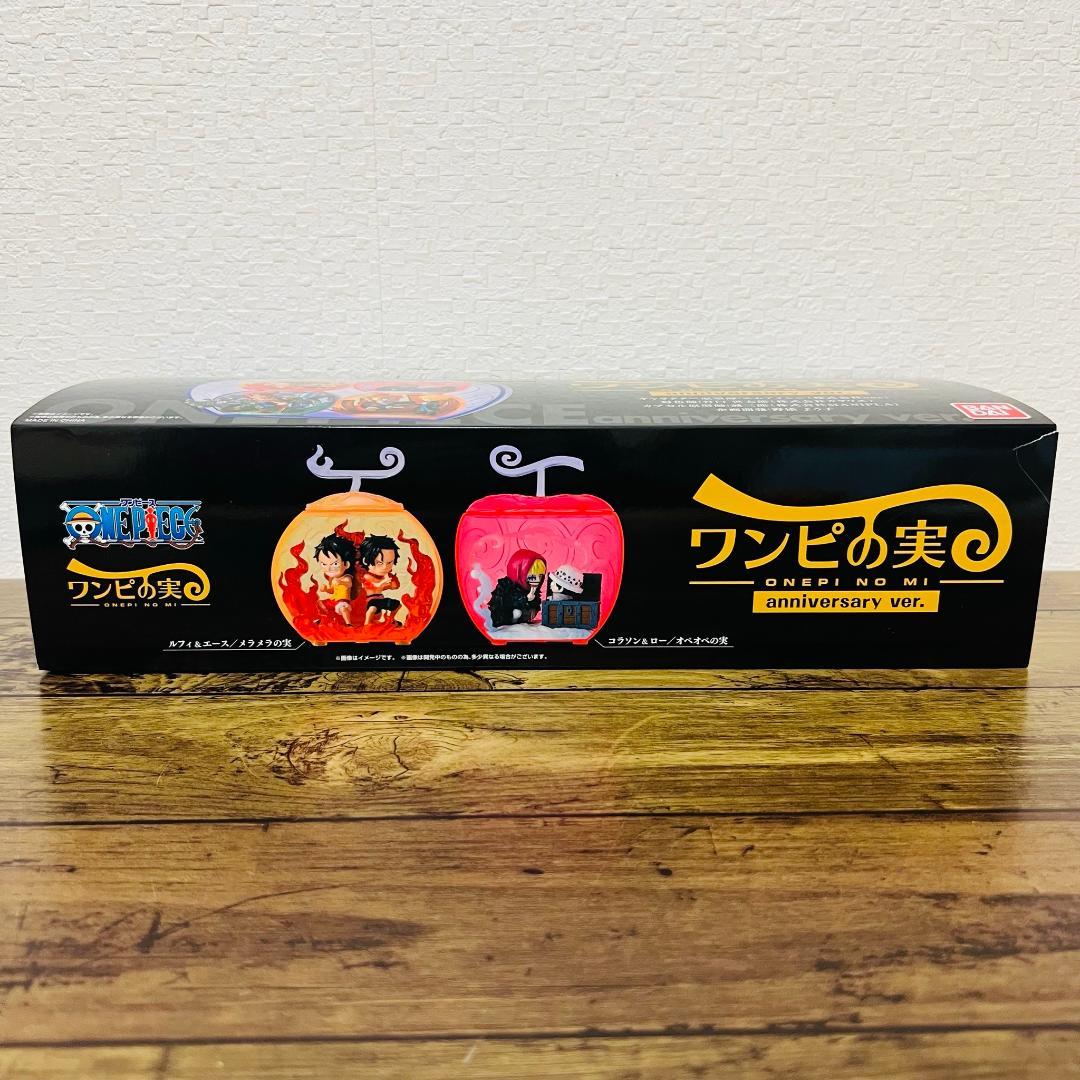 MADE IN CHINA
BAN
DAI
anniversary ver.
ワンピース
ONE PIECE
ワンピの実
ONEPI NO MI
ルフィ&エース/メラメラの実
コラソン&ロー/オペオペの実
※画像はイメージです。 ※画像は開発中のものの為、多少異なる場合がございます。
ワンピの実
ONEPI NO MI
anniversary ver.